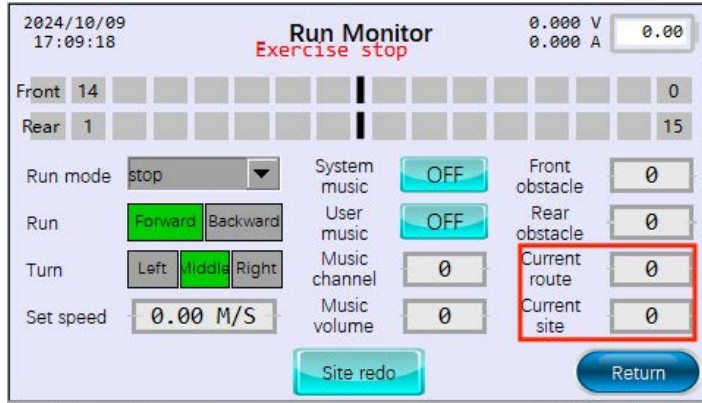 2024/10/09
17:09:18
Run Monitor
Exercise stop
0.000 V
0.000 A
0.00
Front 14 0
Rear 1 15
Run mode stop
System music OFF
Front obstacle 0
Run Forward Backward
User music OFF
Rear obstacle 0
Turn Left Middle Right
Music channel 0
Current route 0
Set speed 0.00 M/S
Music volume 0
Current site 0
Site redo
Return